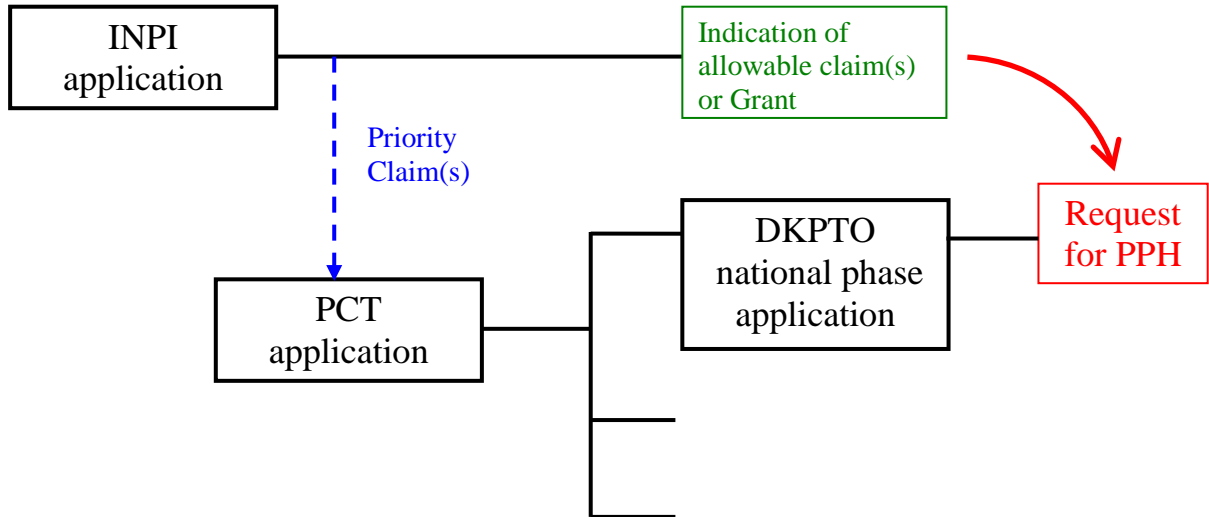 INPI
application
Indication of
allowable claim(s)
or Grant
Priority
Claim(s)
Request
for PPH
DKPTO
national phase
application
PCT
application